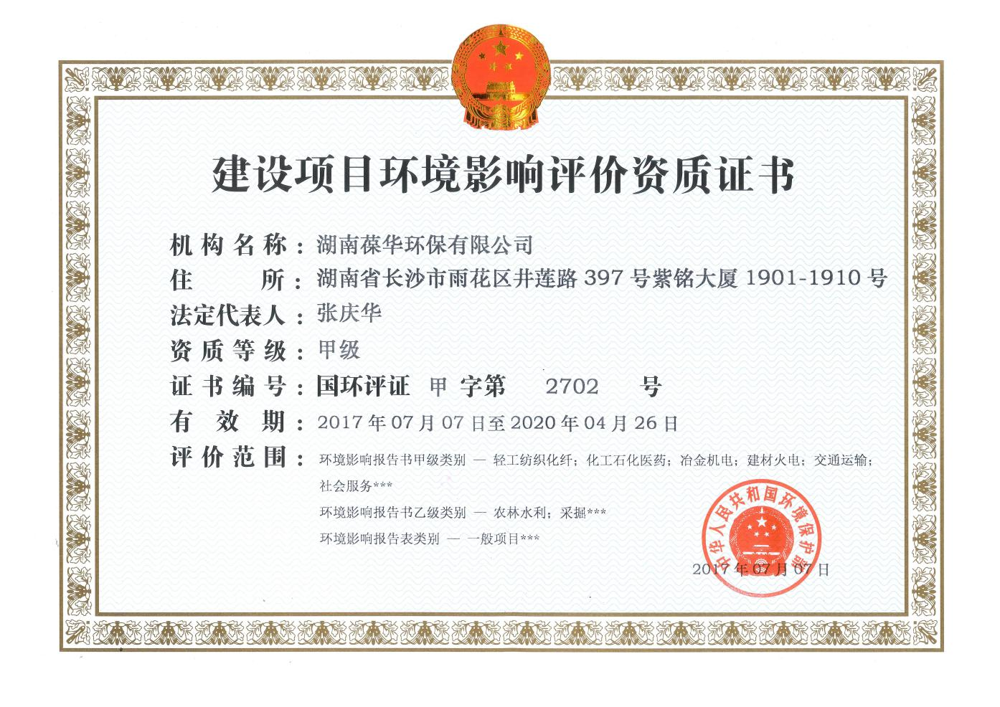 建设项目环境影响评价资质证书
机构名称：湖南葆华环保有限公司
住所：湖南省长沙市雨花区井莲路 397 号紫铭大厦 1901-1910 号
法定代表人：张庆华
资质等级：甲级
证书编号：国环评证 甲 字第 2702 号
有效期：2017 年 07 月 07 日至 2020 年 04 月 26 日
评价范围：环境影响报告书甲级类别 — 轻工纺织化纤；化工石化医药；冶金机电；建材火电；交通运输；
社会服务***
环境影响报告书乙级类别 — 农林水利；采掘***
环境影响报告表类别 — 一般项目***
中华人民共和国环境保护部
2017 年 07 月 07 日